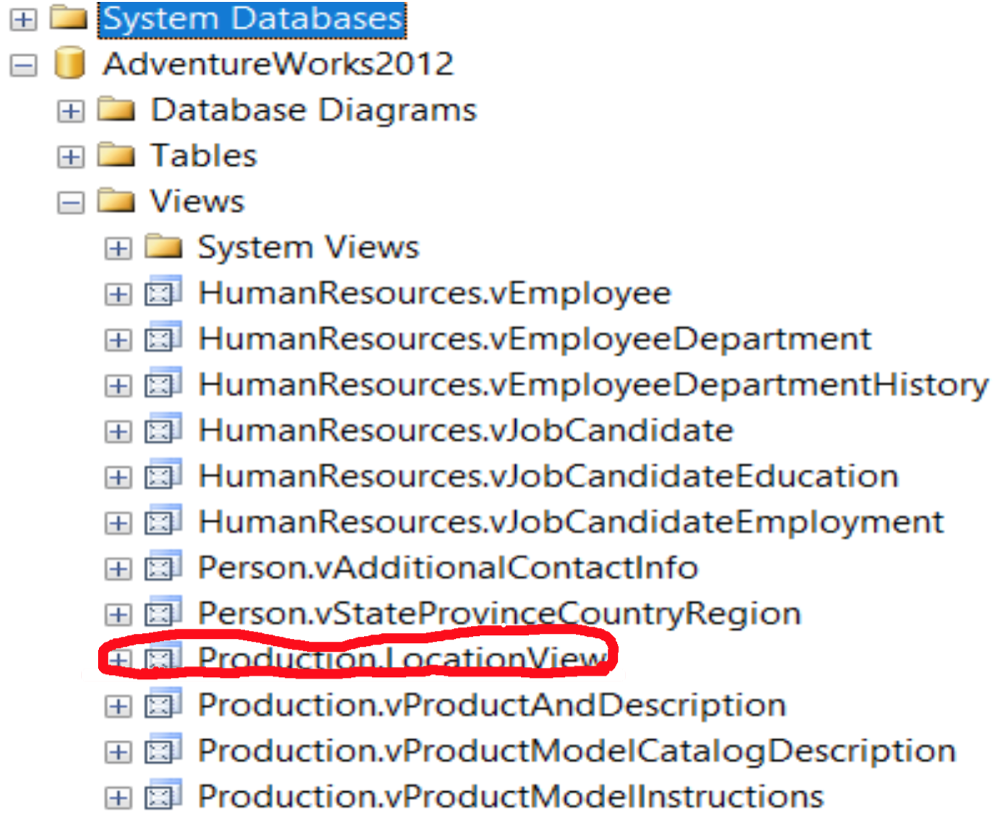 System Databases
AdventureWorks2012
Database Diagrams
Tables
Views
System Views
HumanResources.vEmployee
HumanResources.vEmployeeDepartment
HumanResources.vEmployeeDepartmentHistory
HumanResources.vJobCandidate
HumanResources.vJobCandidateEducation
HumanResources.vJobCandidateEmployment
Person.vAdditionalContactInfo
Person.vStateProvinceCountryRegion
Production.LocationView
Production.vProductAndDescription
Production.vProductModelCatalogDescription
Production.vProductModelInstructions